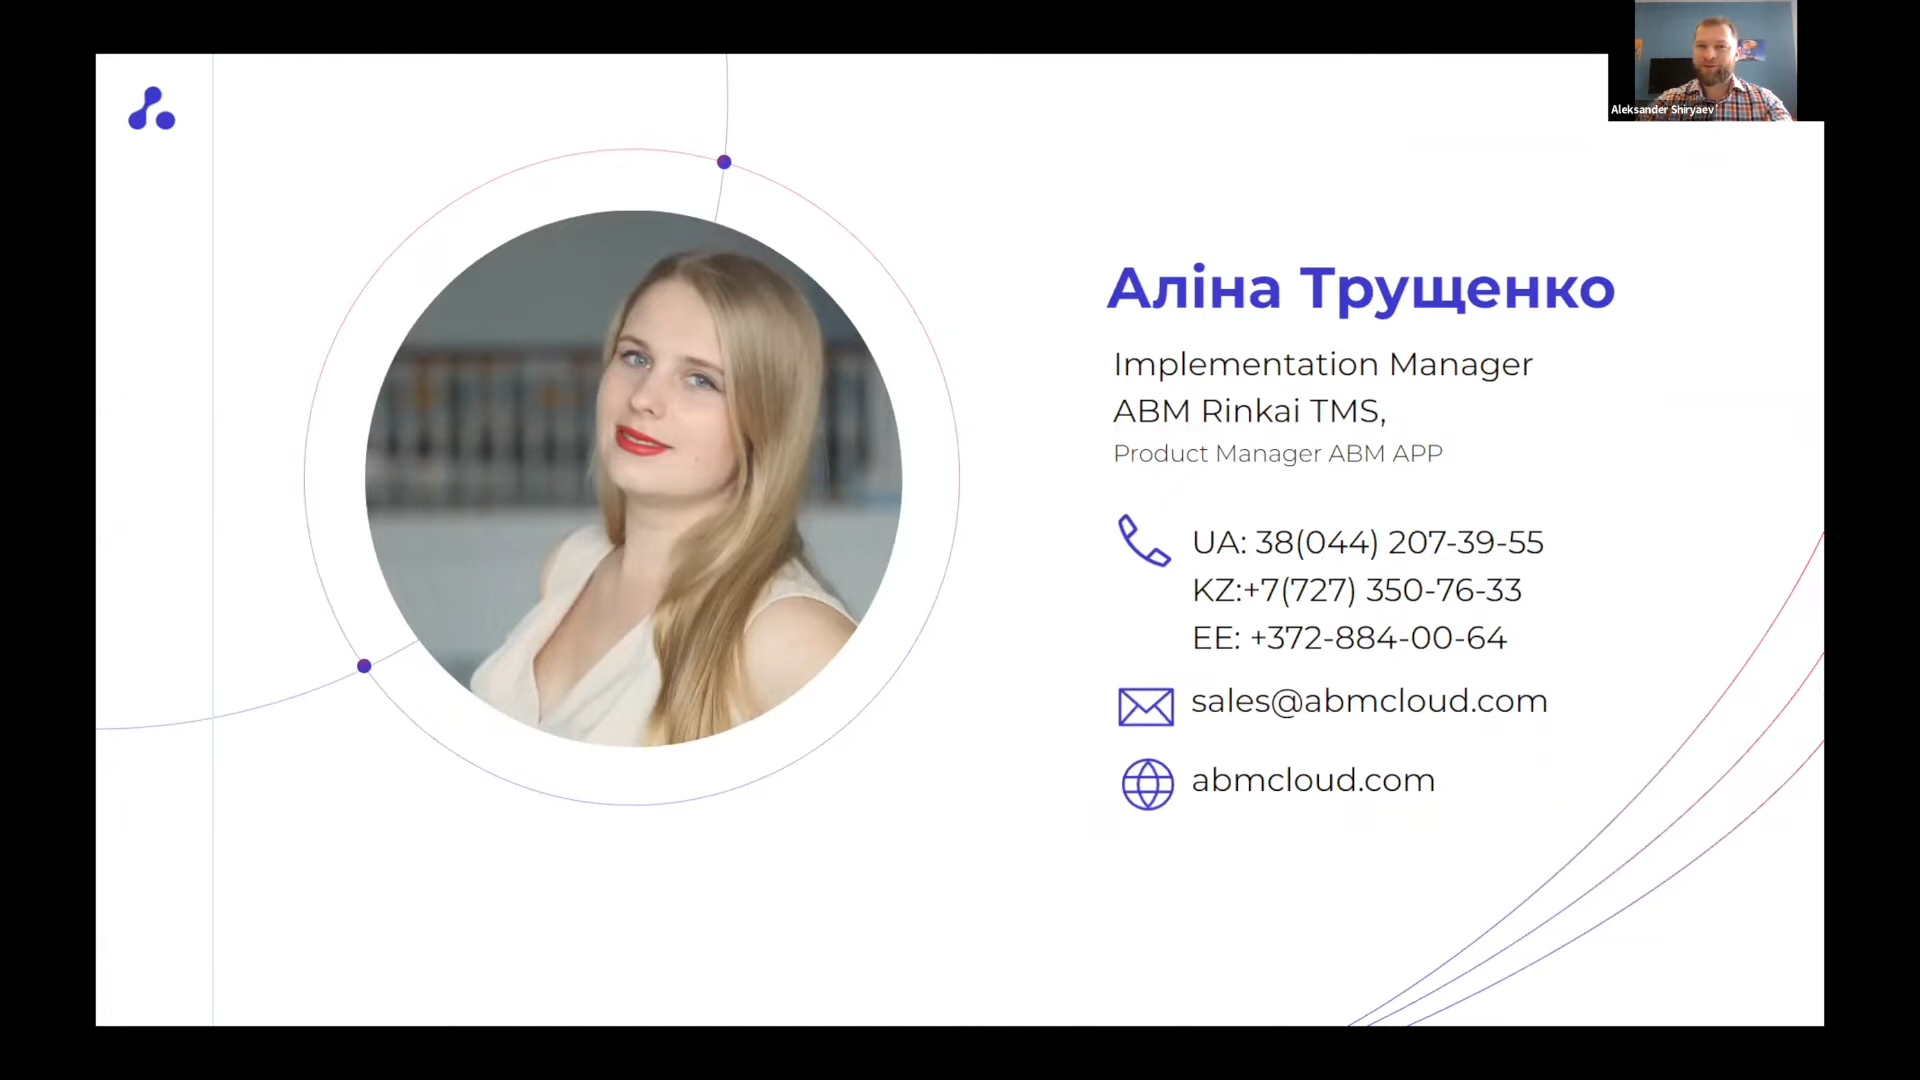 Aleksander Shiryaev
Аліна Трущенко
Implementation Manager
ABM Rinkai TMS,
Product Manager ABM APP
UA: 38(044) 207-39-55
KZ:+7(727) 350-76-33
EE: +372-884-00-64
sales@abmcloud.com
abmcloud.com